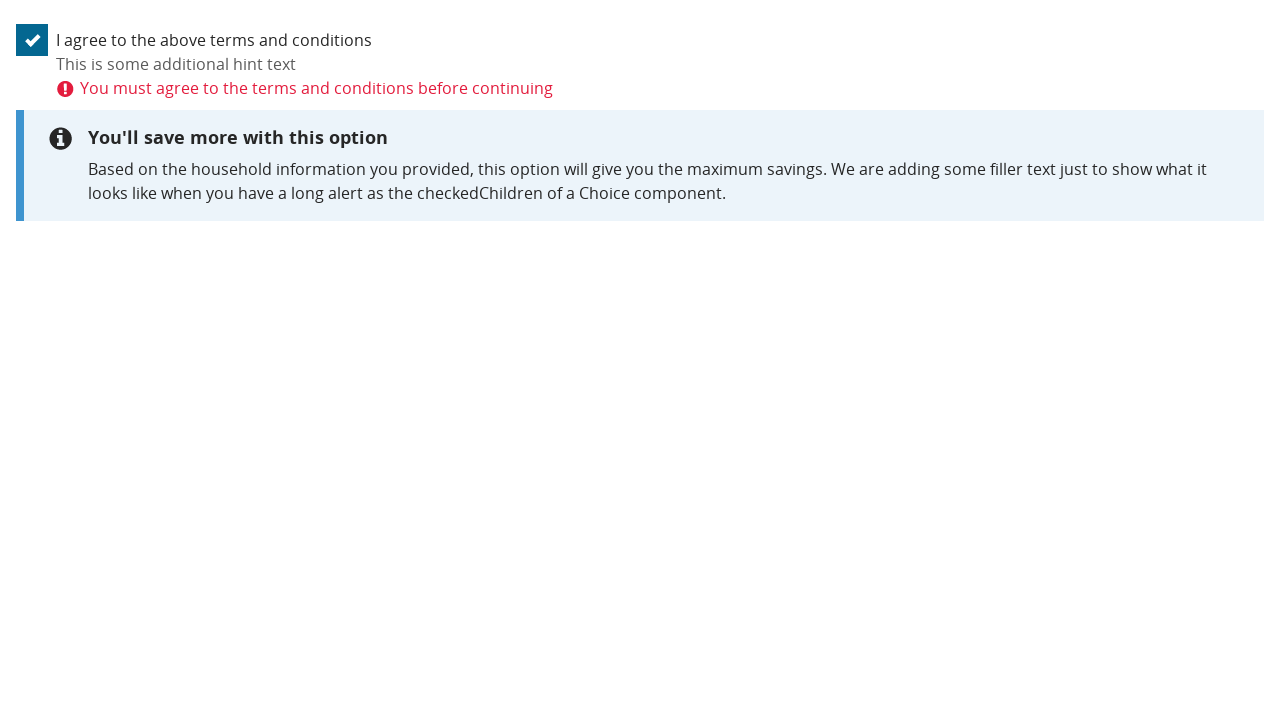 I agree to the above terms and conditions
This is some additional hint text
You must agree to the terms and conditions before continuing
You'll save more with this option
Based on the household information you provided, this option will give you the maximum savings. We are adding some filler text just to show what it
looks like when you have a long alert as the checkedChildren of a Choice component.